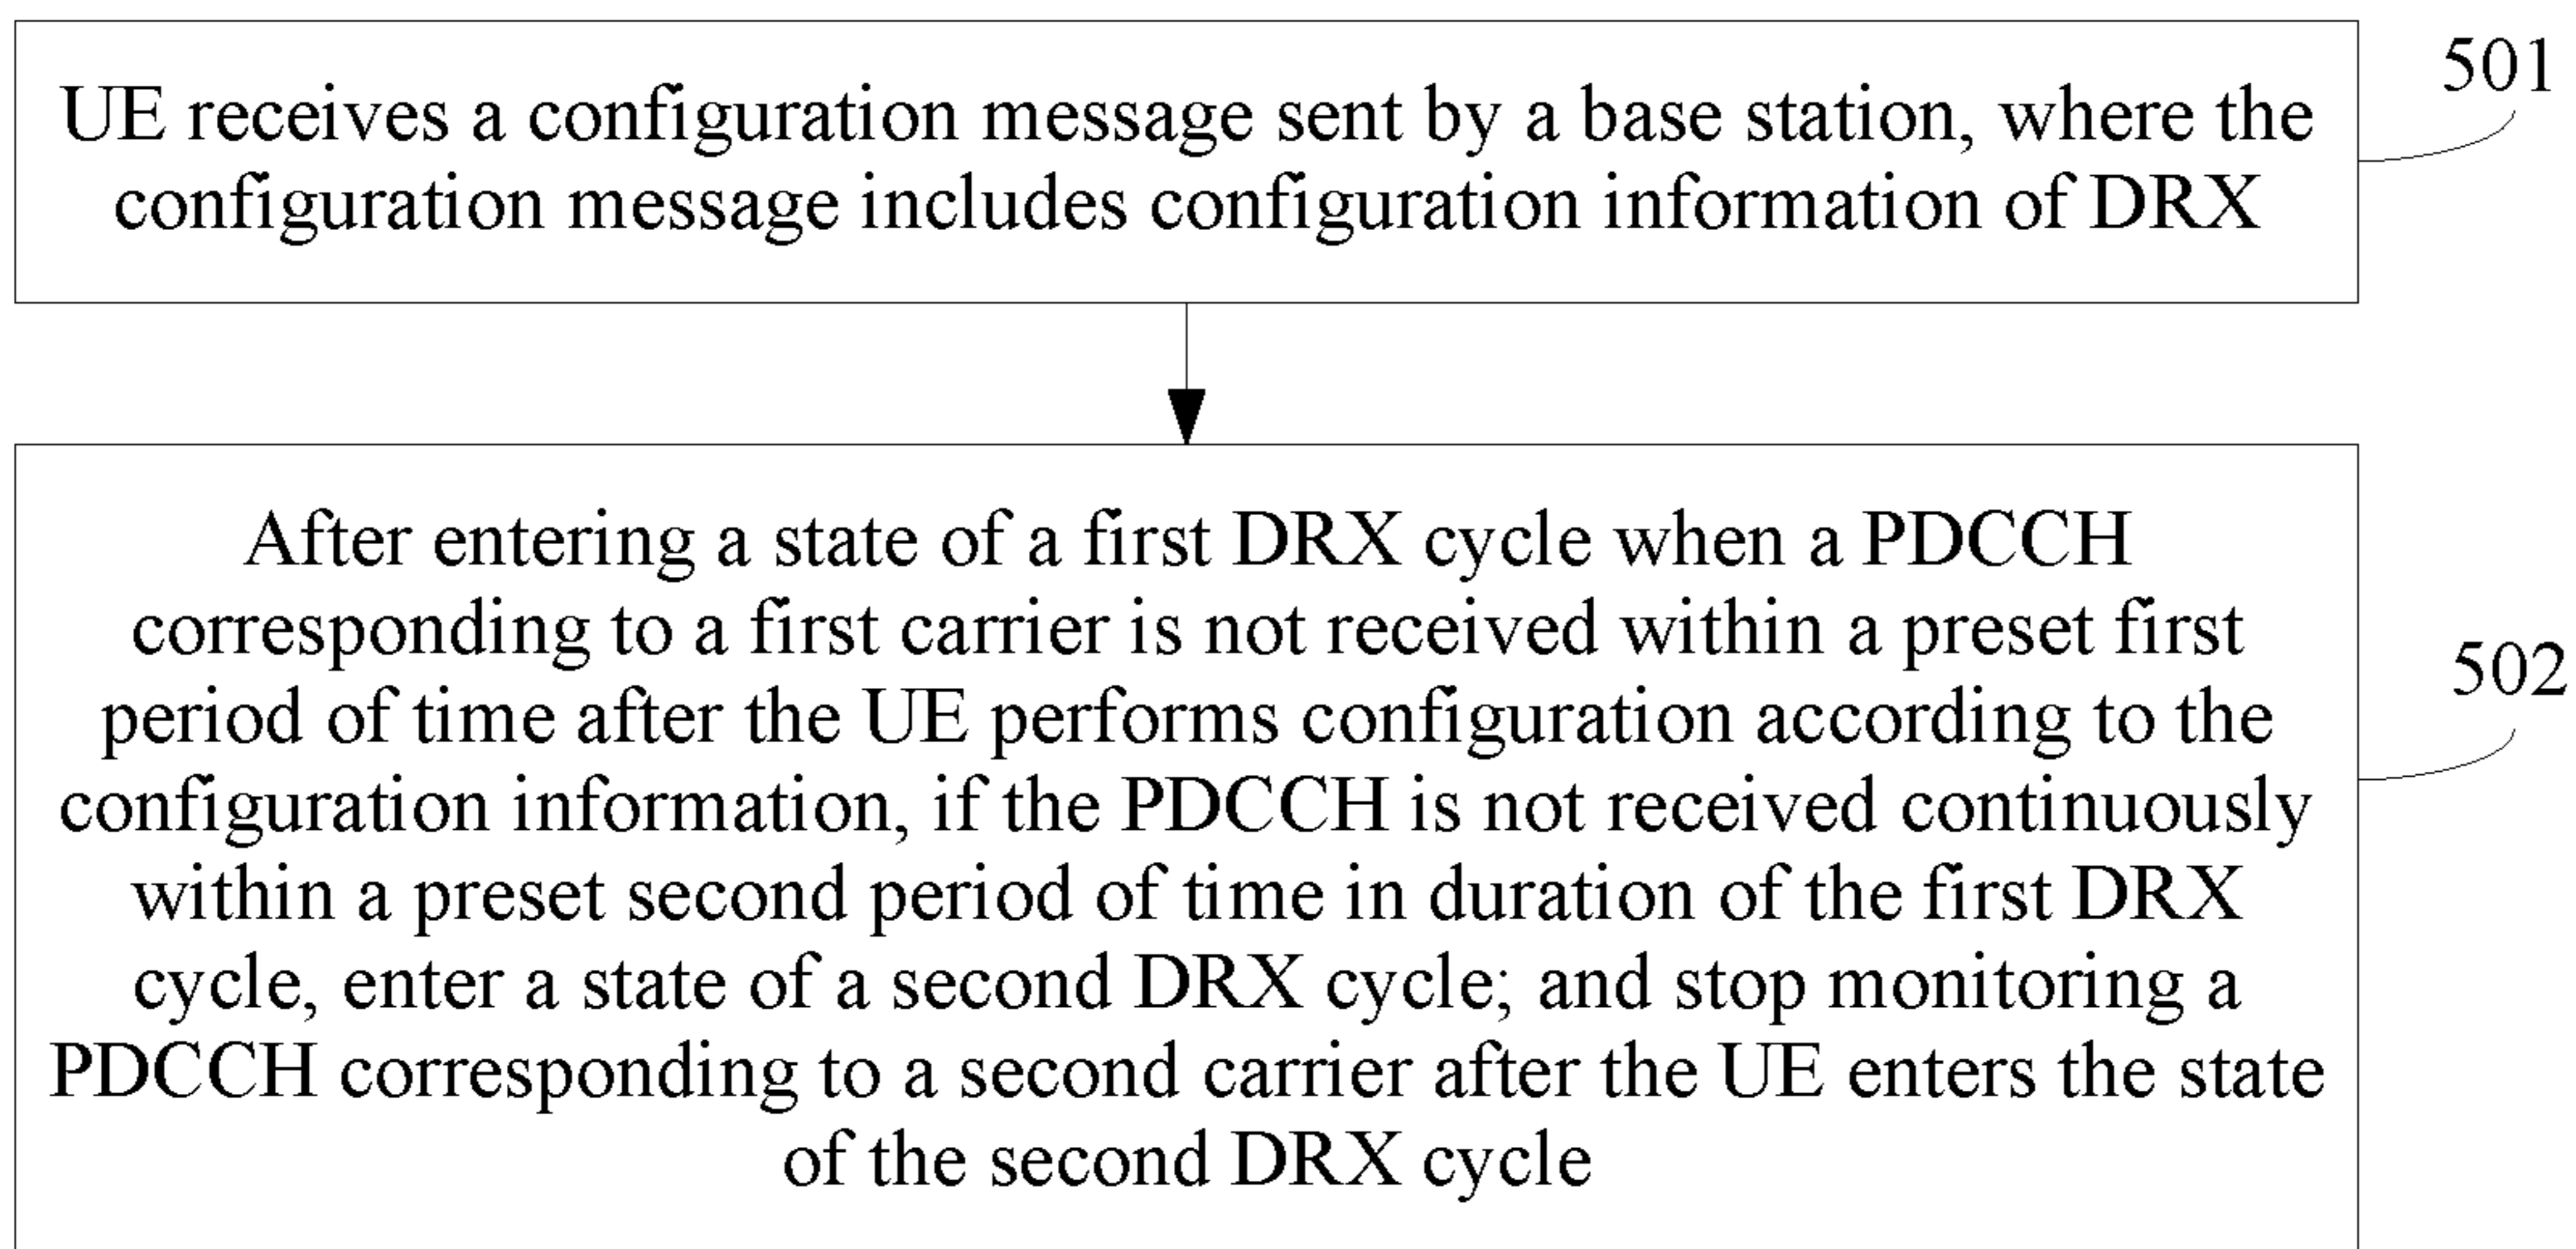 UE receives a configuration message sent by a base station, where the
configuration message includes configuration information of DRX
501
After entering a state of a first DRX cycle when a PDCCH
corresponding to a first carrier is not received within a preset first
period of time after the UE performs configuration according to the
configuration information, if the PDCCH is not received continuously
within a preset second period of time in duration of the first DRX
cycle, enter a state of a second DRX cycle; and stop monitoring a
PDCCH corresponding to a second carrier after the UE enters the state
of the second DRX cycle
502